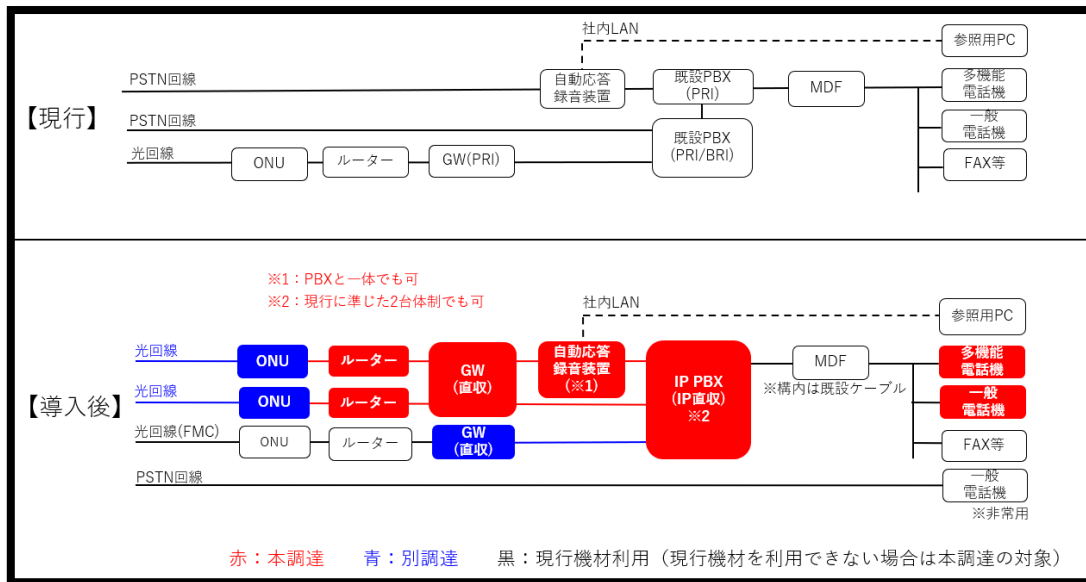 社内LAN
参照用PC
PSTN回線
自動応答
録音装置
既設PBX
(PRI)
MDF
多機能
電話機
【現行】
PSTN回線
既設PBX
(PRI/BRI)
一般
電話機
光回線
ONU
ルーター
GW(PRI)
FAX等
※1:PBXと一体でも可
※2:現行に準じた2台体制でも可
社内LAN
参照用PC
光回線
ONU
ルーター
GW
(直収)
自動応答
録音装置
(※1)
IP PBX
(IP直収)
※2
MDF
※構内は既設ケーブル
多機能
電話機
【導入後】
光回線
ONU
ルーター
一般
電話機
光回線(FMC)
ONU
ルーター
GW
(直収)
FAX等
PSTN回線
一般
電話機
※非常用
赤:本調達 青:別調達 黒:現行機材利用(現行機材を利用できない場合は本調達の対象)